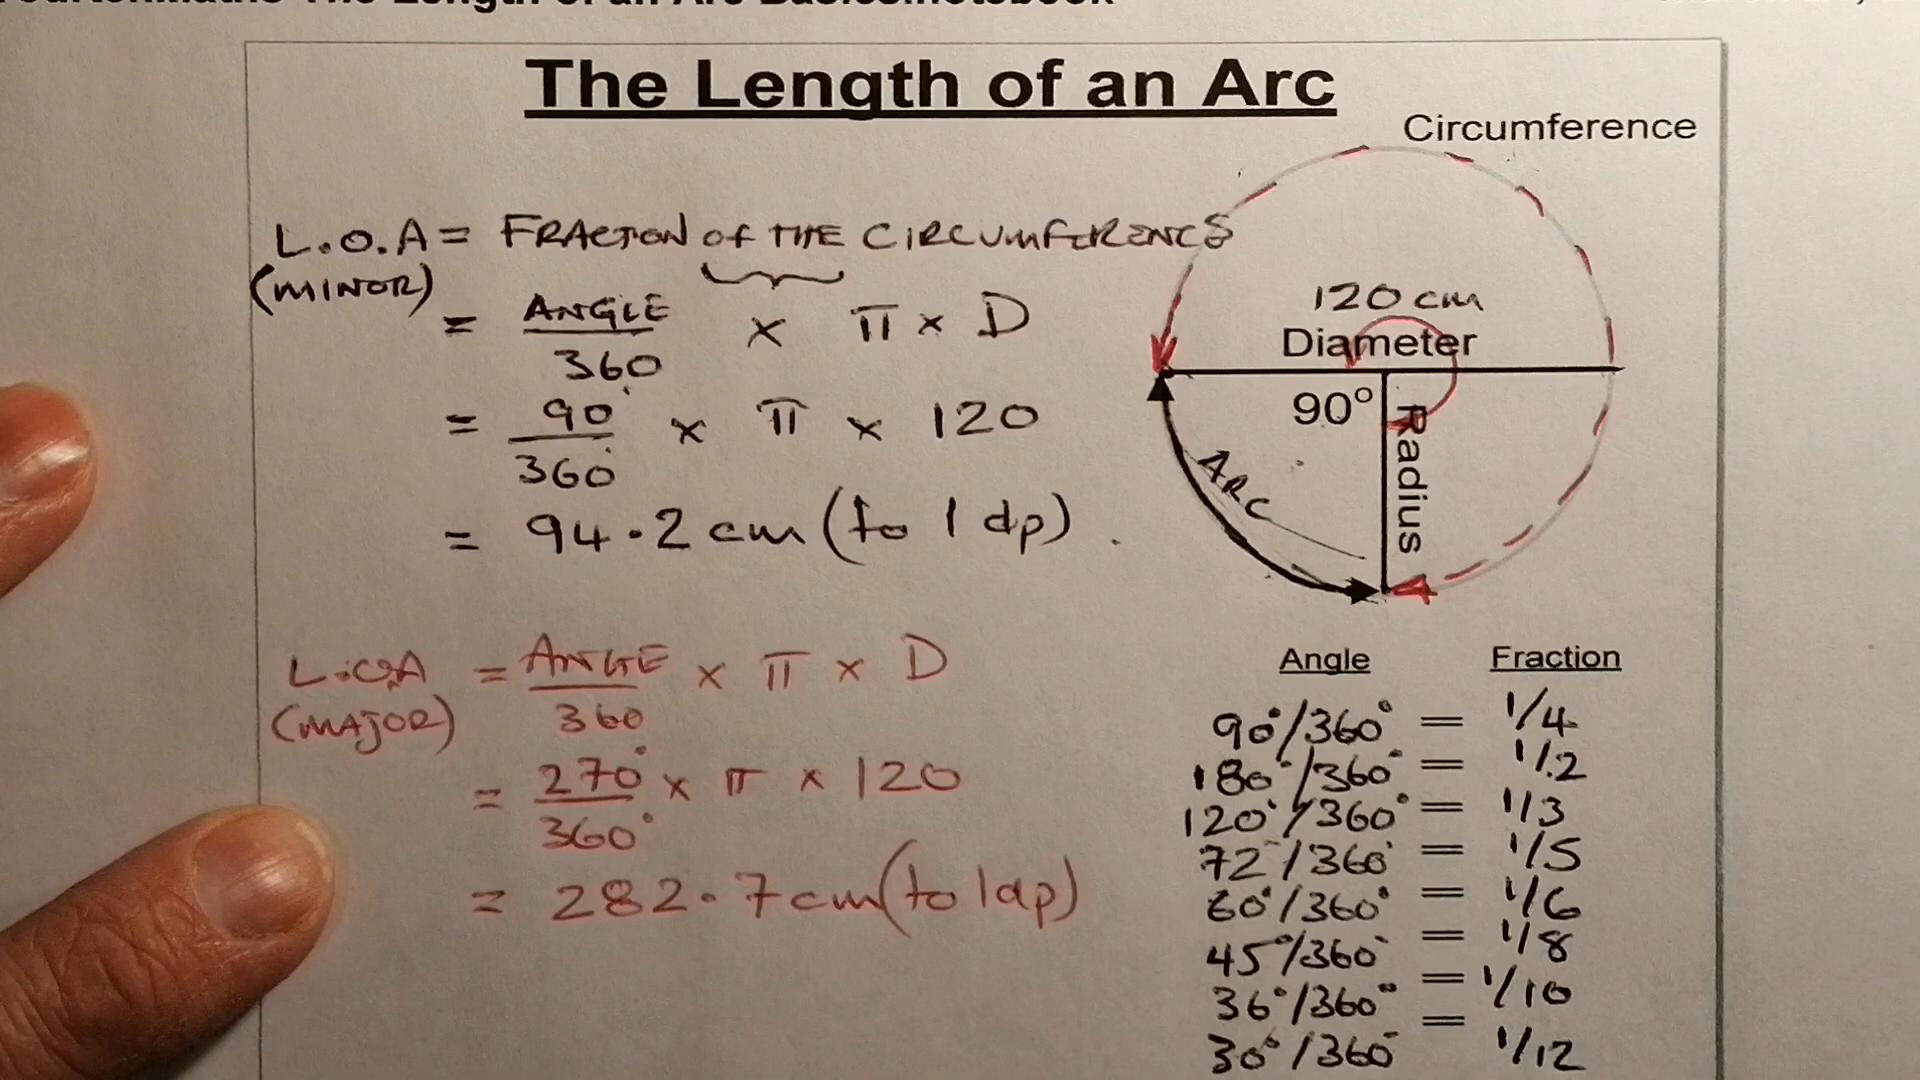 The Length of an Arc
Circumference
L.O.A = FRACTION of THE CIRCUMFERENCE
(MINOR)
= ANGLE/360 × π × D
= 90°/360° × π × 120
= 94.2 cm (to 1 dp).
120 cm
Diameter
90°
Radius
ARC
L.O.A = ANGLE/360 × π × D
(MAJOR)
= 270°/360° × π × 120
= 282.7 cm (to 1 dp)
Angle Fraction
90°/360° = 1/4
180°/360° = 1/2
120°/360° = 1/3
72°/360° = 1/5
60°/360° = 1/6
45°/360° = 1/8
36°/360° = 1/10
30°/360° = 1/12